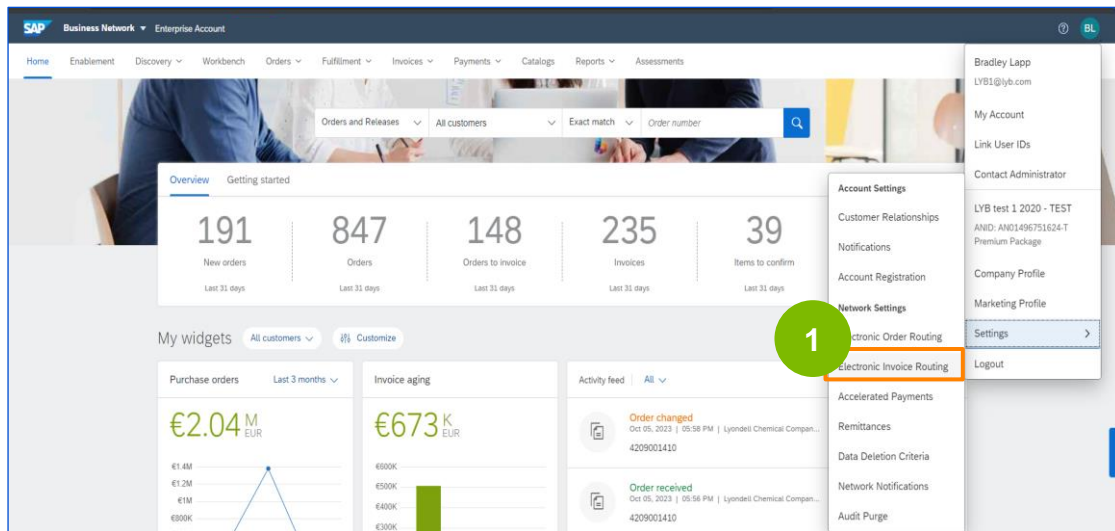 SAP Business Network Enterprise Account BL
Home Enablement Discovery Workbench Orders Fulfillment Invoices Payments Catalogs Reports Assessments
Orders and Releases All customers Exact match Order number
Overview Getting started
191 847 148 235 39
New orders Orders Orders to invoice Invoices Items to confirm
Last 31 days Last 31 days Last 31 days Last 31 days Last 31 days
My widgets All customers Customize
Purchase orders Last 3 months
€2.04 M EUR
€1.4M
€1.2M
€1M
€800K
Invoice aging
€673 K EUR
€600K
€500K
€400K
€300K
Activity feed All
Order changed
Oct 05, 2023 | 05:58 PM | Lyondell Chemical Compan...
4209001410
Order received
Oct 05, 2023 | 05:56 PM | Lyondell Chemical Compan...
4209001410
1
Account Settings
Customer Relationships
Notifications
Account Registration
Network Settings
ctronic Order Routing
Electronic Invoice Routing
Accelerated Payments
Remittances
Data Deletion Criteria
Network Notifications
Audit Purge
Bradley Lapp
LYB1@lyb.com
My Account
Link User IDs
Contact Administrator
LYB test 1 2020 - TEST
ANID: AN01496751624-T
Premium Package
Company Profile
Marketing Profile
Settings
Logout